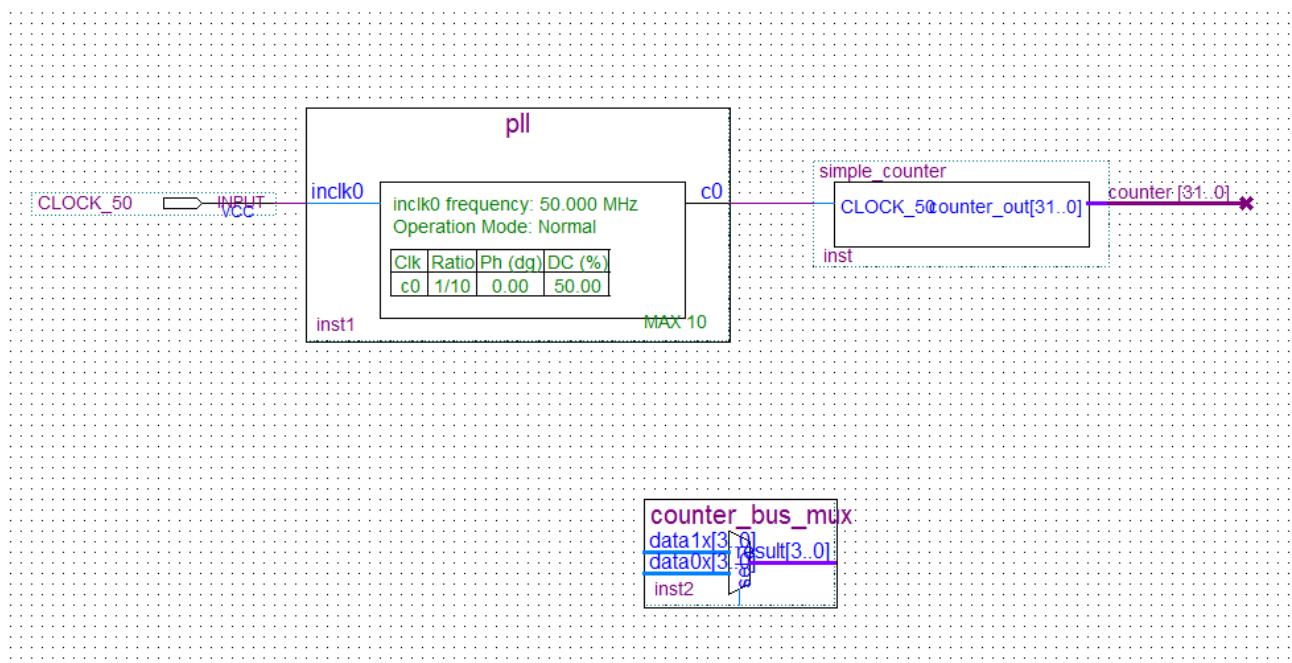 pll
simple_counter
CLOCK_50
INPUT
VCC
inclk0
c0
counter [31..0]
inclk0 frequency: 50.000 MHz
Operation Mode: Normal
CLOCK_50
counter_out[31..0]
Clk Ratio Ph (dg) DC (%)
c0 1/10 0.00 50.00
inst
inst1
MAX 10
counter_bus_mux
data1x[3..0]
result[3..0]
data0x[3..0]
sel
inst2